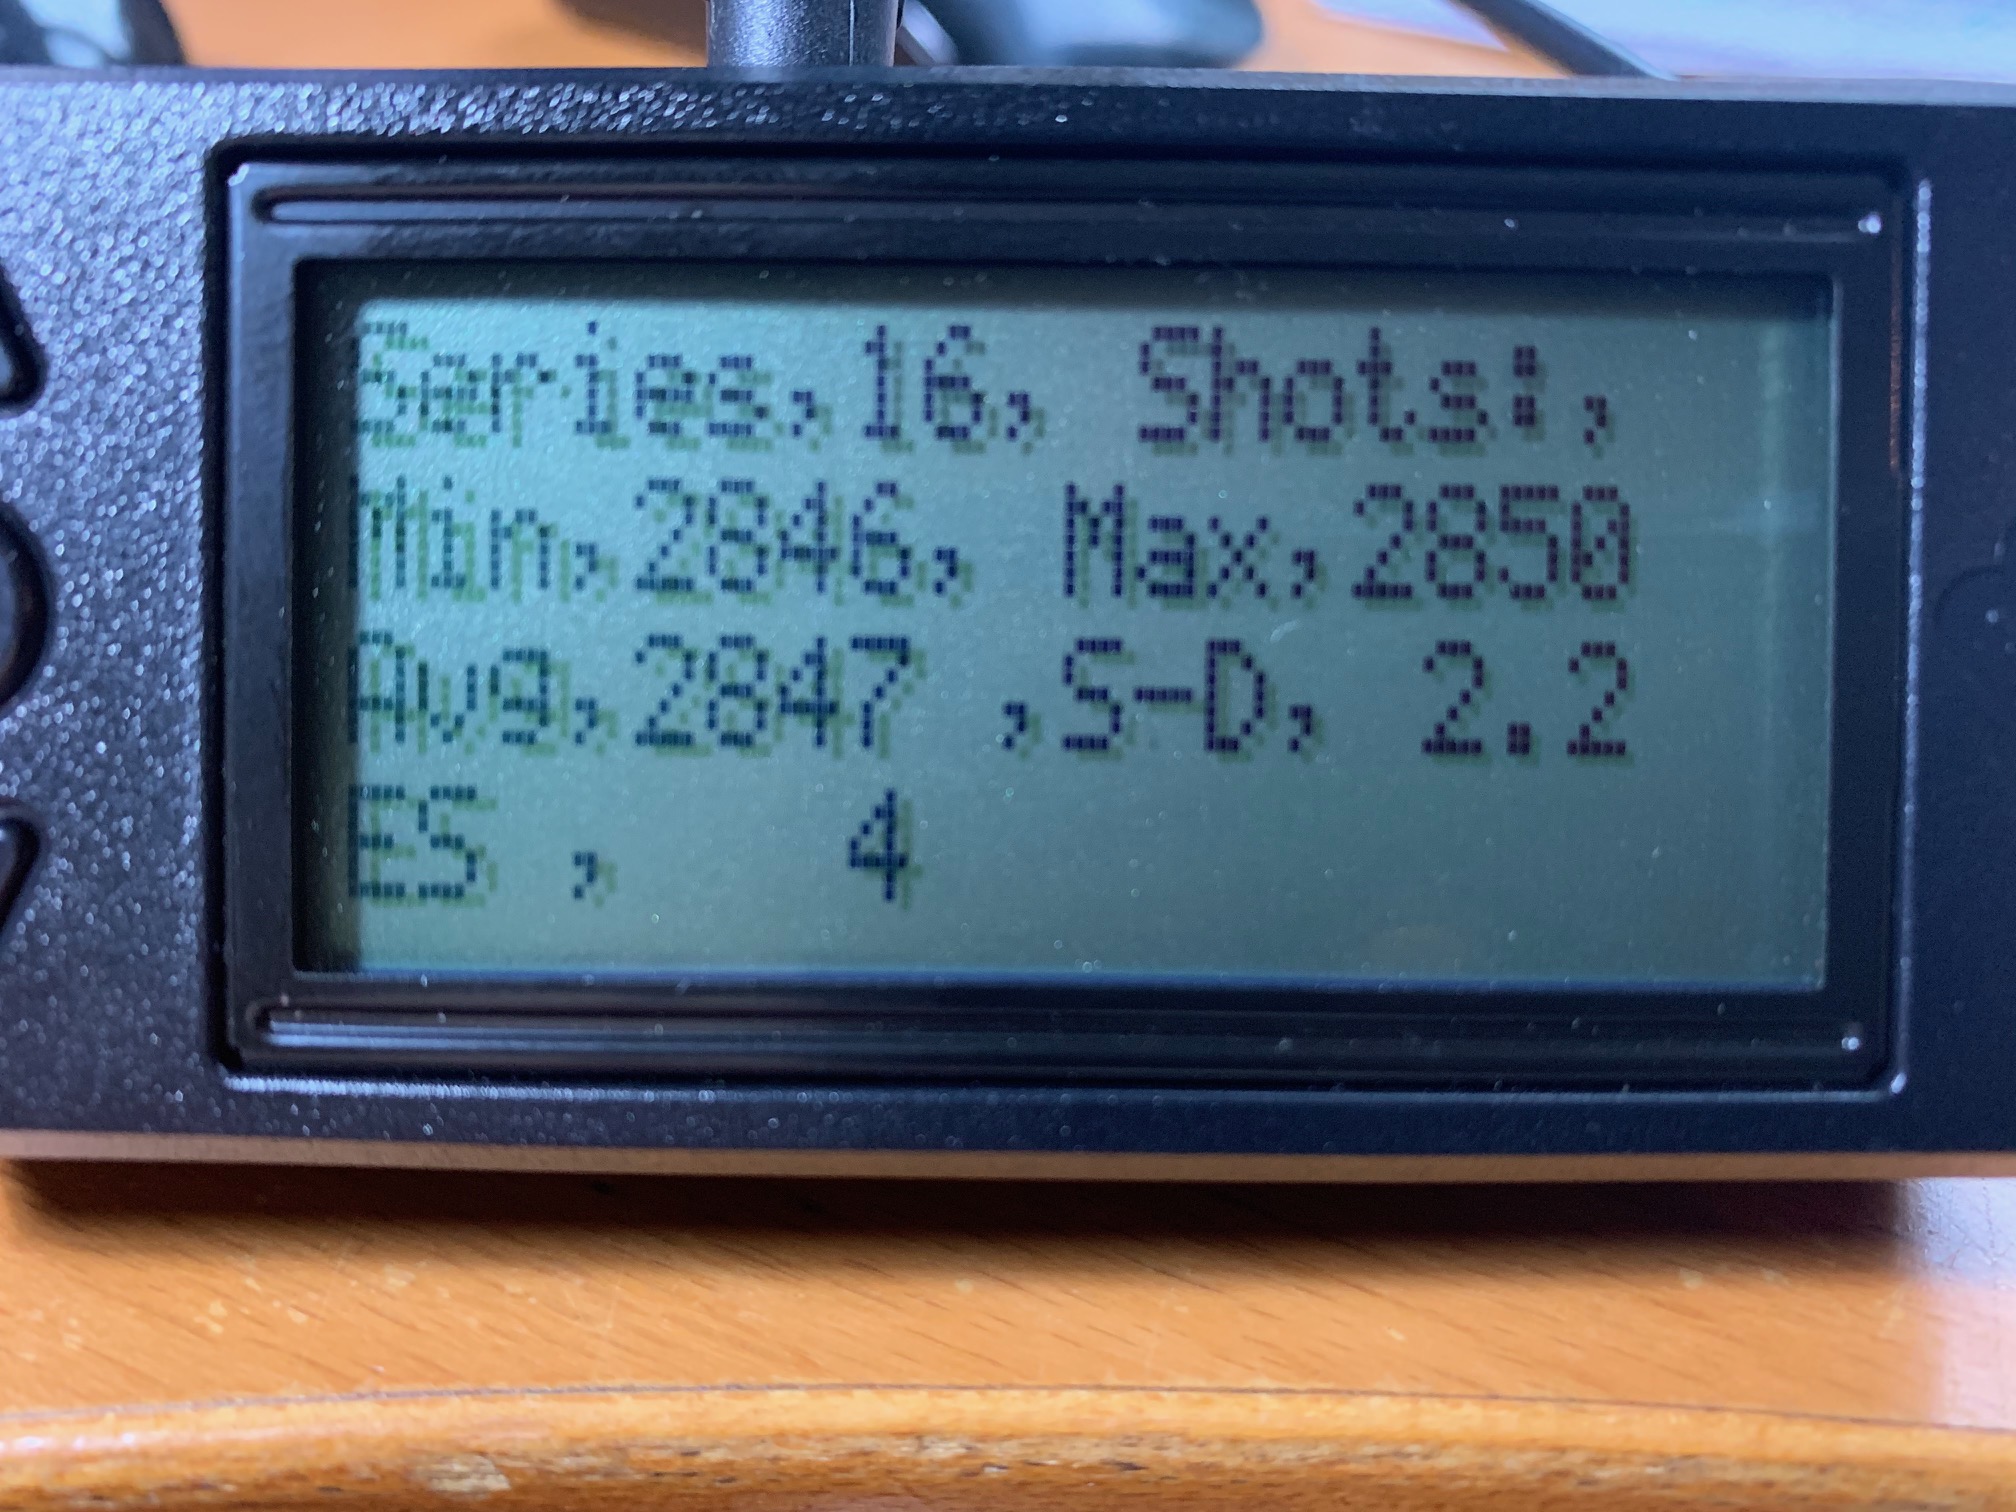 Series,16, Shots:,
Min,2846, Max,2850
Avg,2847 ,S-D, 2.2
ES , 4